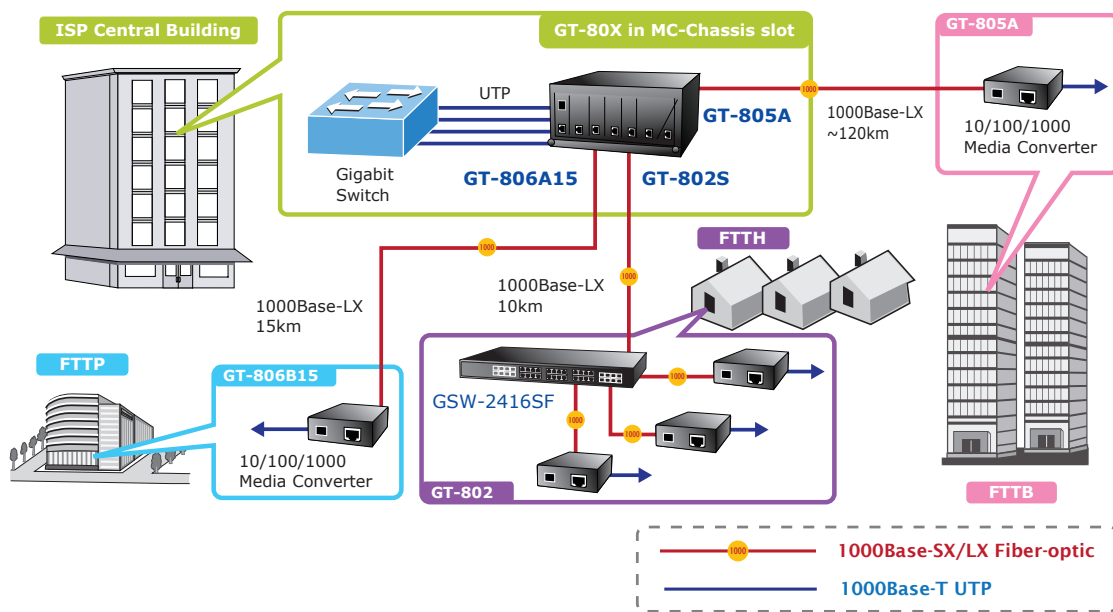 ISP Central Building
GT-80X in MC-Chassis slot
GT-805A
UTP
GT-805A
1000
1000Base-LX
~120km
10/100/1000
Media Converter
Gigabit
Switch
GT-806A15
GT-802S
FTTH
1000
1000
1000Base-LX
15km
1000Base-LX
10km
FTTP
GT-806B15
10/100/1000
Media Converter
GSW-2416SF
1000
1000
1000
GT-802
FTTB
1000
1000Base-SX/LX Fiber-optic
1000Base-T UTP